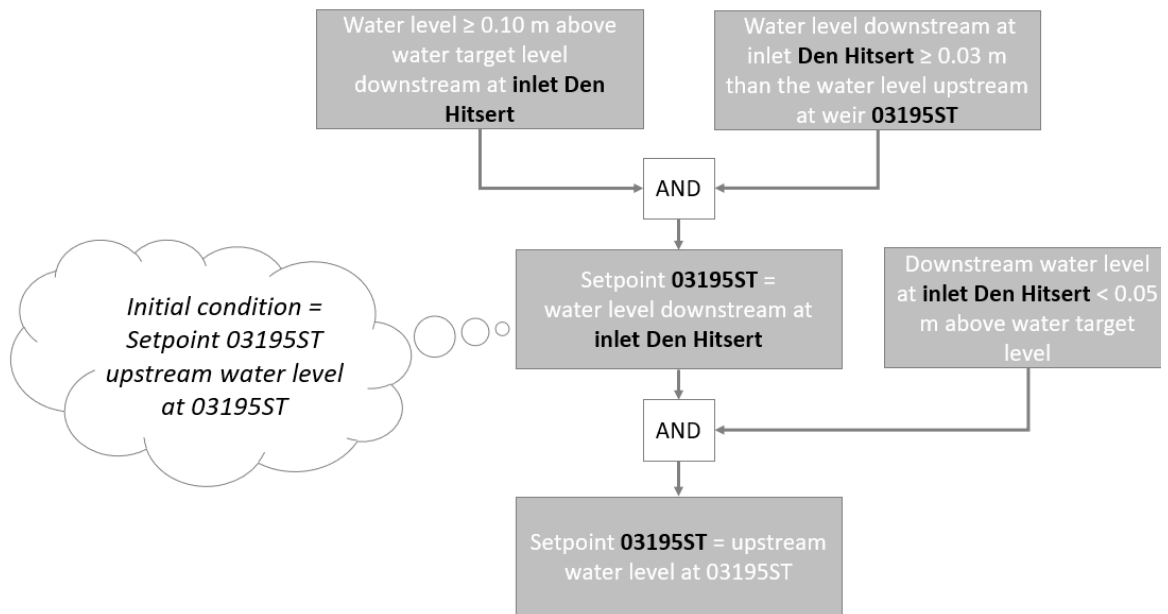 Water level ≥ 0.10 m above
water target level
downstream at inlet Den
Hitsert
Water level downstream at
inlet Den Hitsert ≥ 0.03 m
than the water level upstream
at weir 03195ST
AND
Setpoint 03195ST =
water level downstream at
inlet Den Hitsert
Downstream water level
at inlet Den Hitsert < 0.05
m above water target
level
Initial condition =
Setpoint 03195ST
upstream water level
at 03195ST
AND
Setpoint 03195ST = upstream
water level at 03195ST